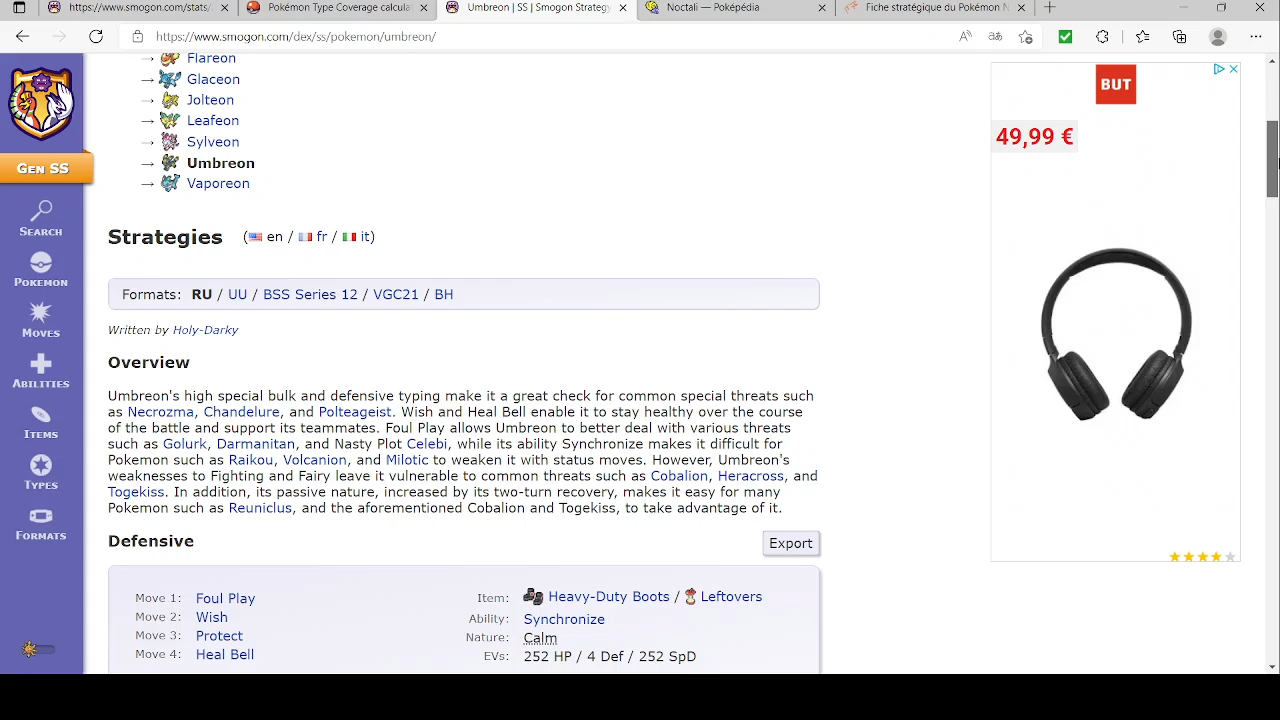 https://www.smogon.com/stats/
Pokémon Type Coverage calcula
Umbreon | SS | Smogon Strateg
Noctali — Poképédia
Fiche stratégique du Pokémon N
https://www.smogon.com/dex/ss/pokemon/umbreon/
Flareon
Glaceon
Jolteon
Leafeon
Sylveon
Umbreon
Vaporeon
GEN SS
SEARCH
POKEMON
MOVES
ABILITIES
ITEMS
TYPES
FORMATS
Strategies (en / fr / it)
Formats: RU / UU / BSS Series 12 / VGC21 / BH
Written by Holy-Darky
Overview
Umbreon's high special bulk and defensive typing make it a great check for common special threats such
as Necrozma, Chandelure, and Polteageist. Wish and Heal Bell enable it to stay healthy over the course
of the battle and support its teammates. Foul Play allows Umbreon to better deal with various threats
such as Golurk, Darmanitan, and Nasty Plot Celebi, while its ability Synchronize makes it difficult for
Pokemon such as Raikou, Volcanion, and Milotic to weaken it with status moves. However, Umbreon's
weaknesses to Fighting and Fairy leave it vulnerable to common threats such as Cobalion, Heracross, and
Togekiss. In addition, its passive nature, increased by its two-turn recovery, makes it easy for many
Pokemon such as Reuniclus, and the aforementioned Cobalion and Togekiss, to take advantage of it.
Defensive
Export
Move 1: Foul Play
Move 2: Wish
Move 3: Protect
Move 4: Heal Bell
Item: Heavy-Duty Boots / Leftovers
Ability: Synchronize
Nature: Calm
EVs: 252 HP / 4 Def / 252 SpD
BUT
49,99 €